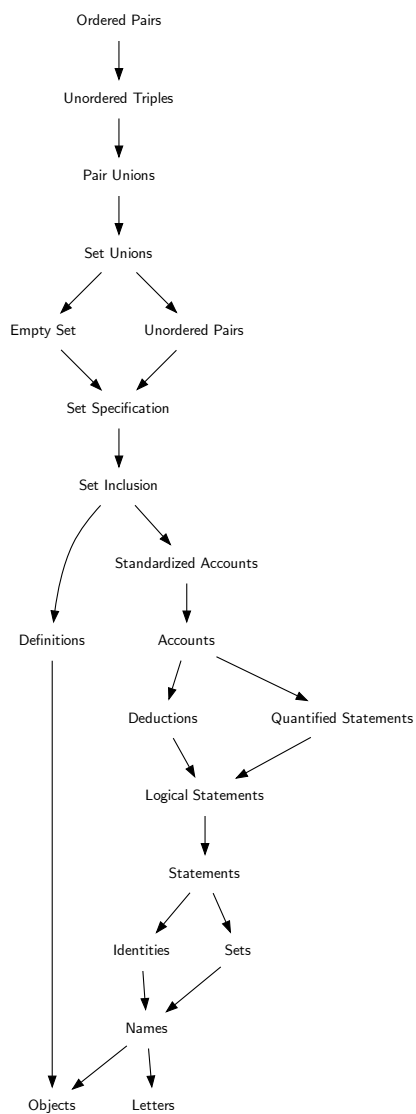 Ordered Pairs
Unordered Triples
Pair Unions
Set Unions
Empty Set
Unordered Pairs
Set Specification
Set Inclusion
Standardized Accounts
Definitions
Accounts
Deductions
Quantified Statements
Logical Statements
Statements
Identities
Sets
Names
Objects
Letters